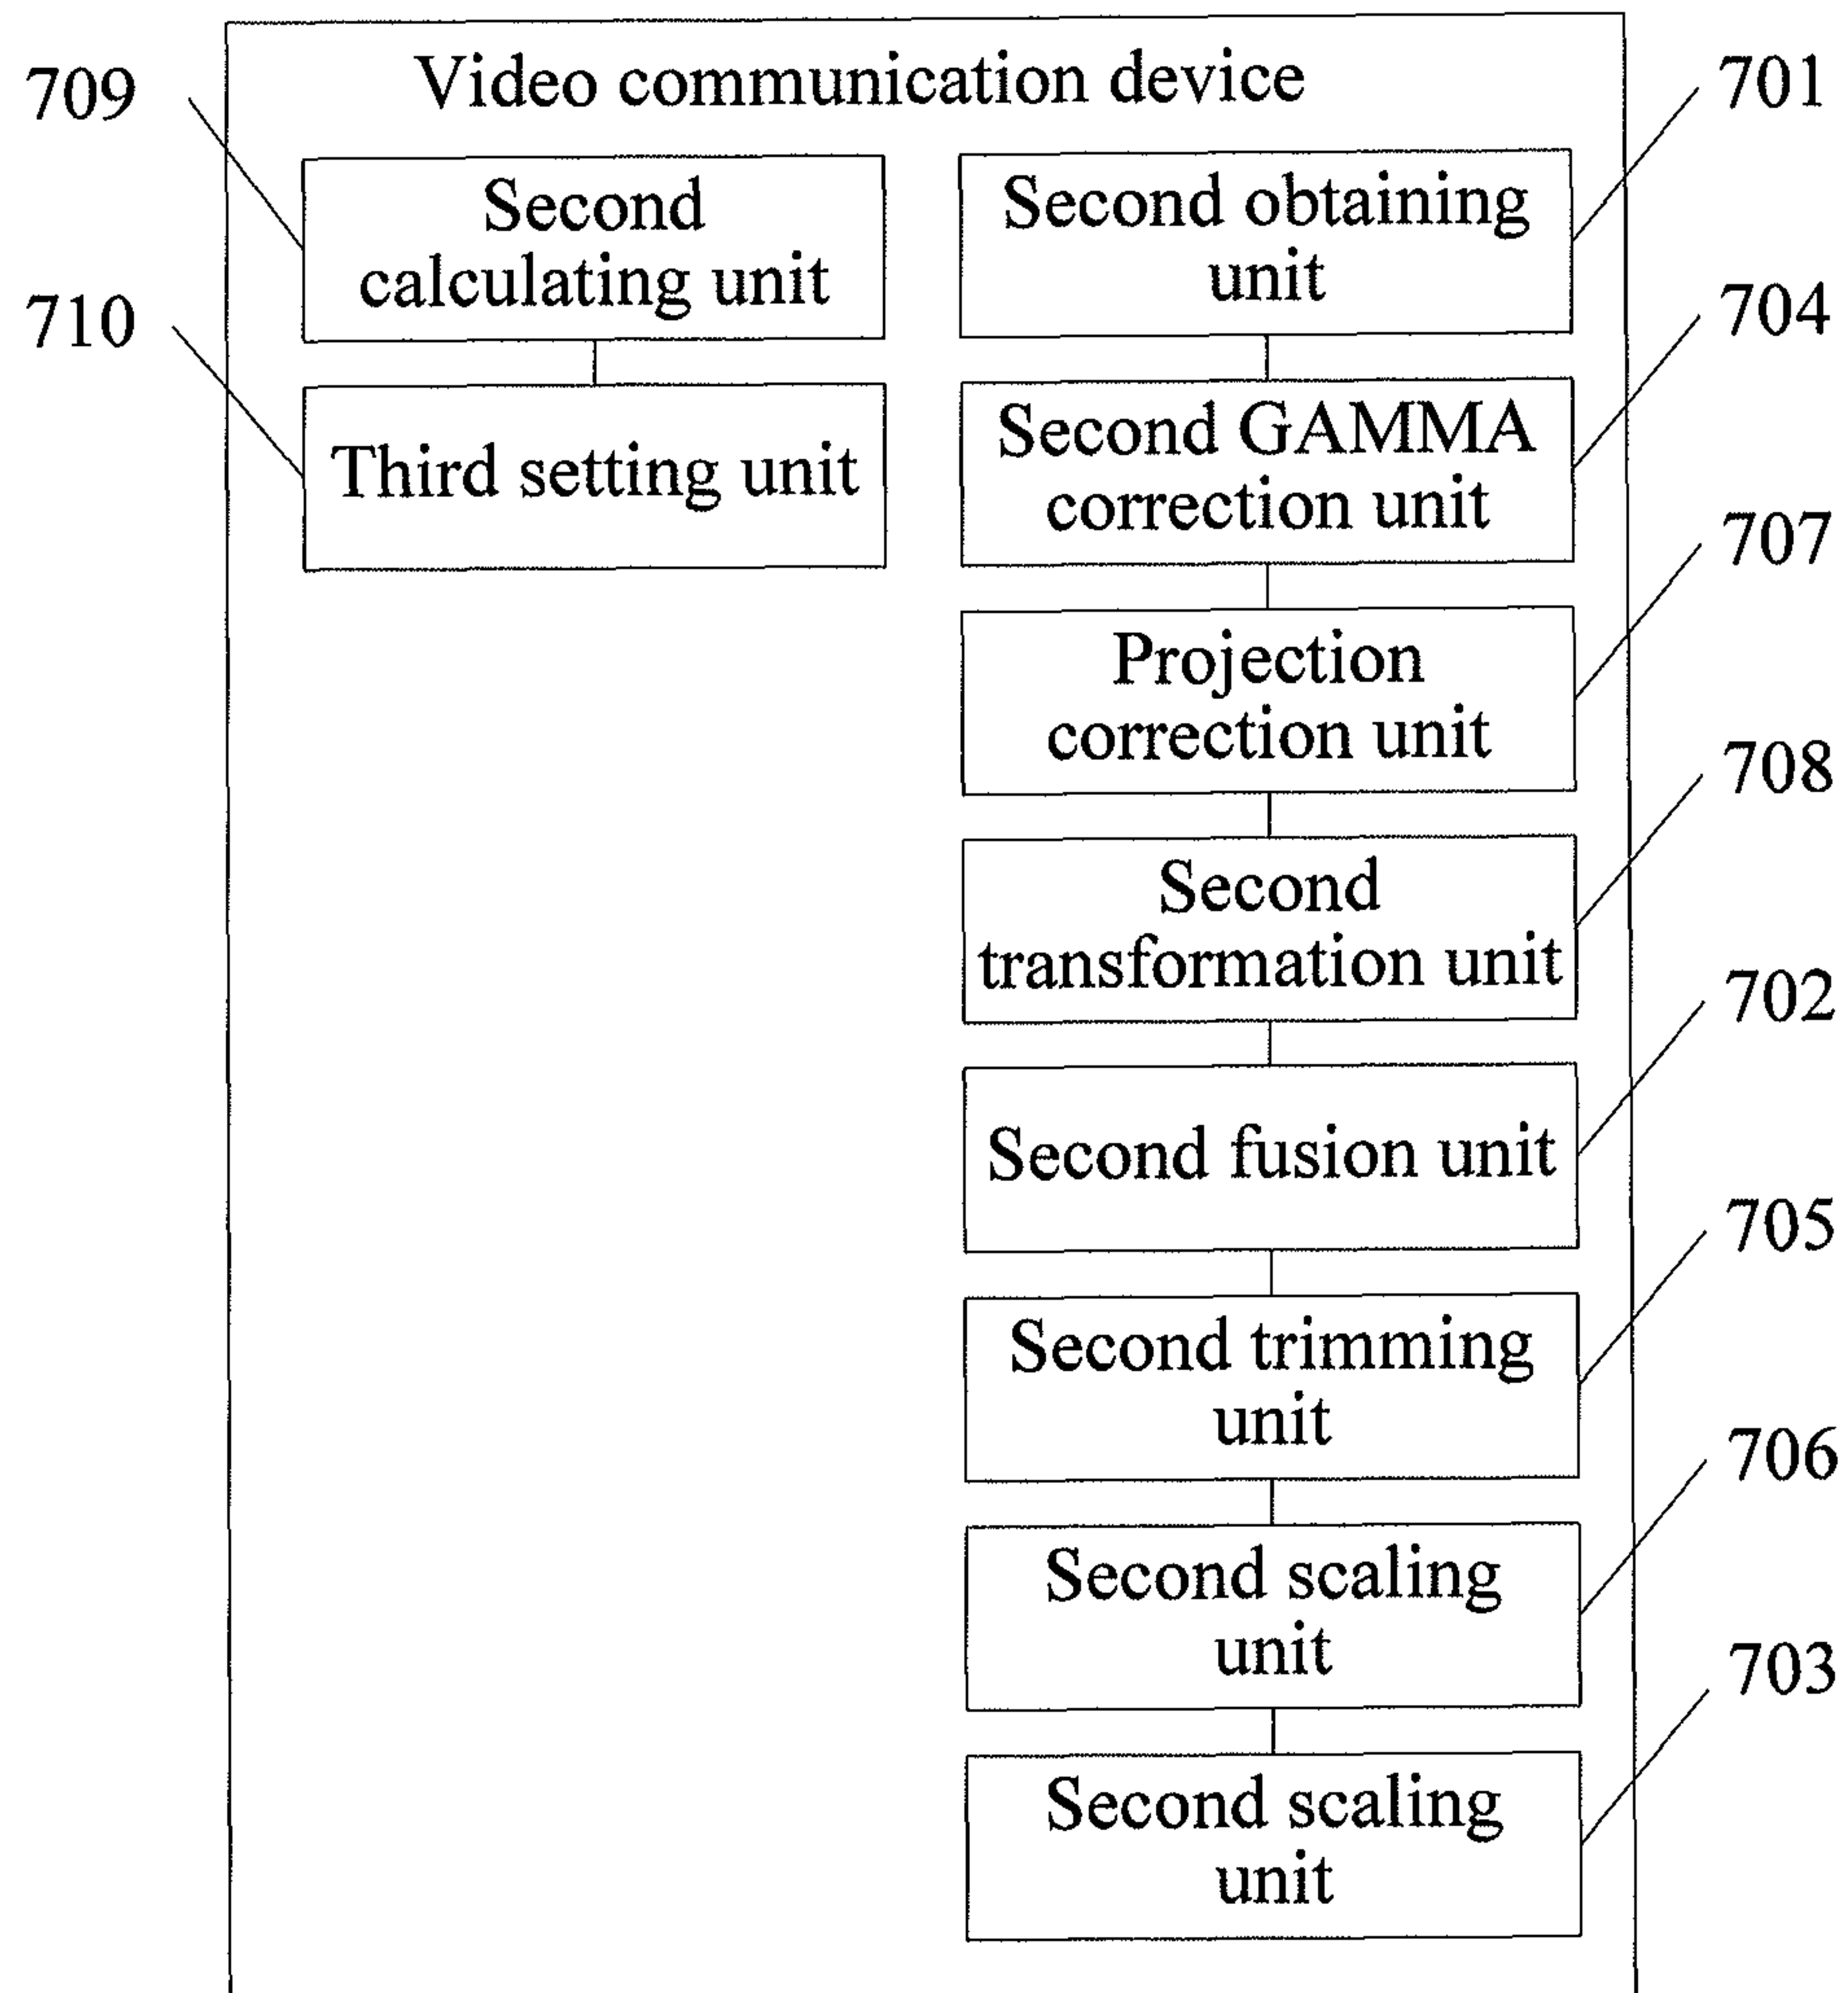 Video communication device
709
701
Second
calculating unit
Second obtaining
unit
710
704
Third setting unit
Second GAMMA
correction unit
707
Projection
correction unit
708
Second
transformation unit
702
Second fusion unit
705
Second trimming
unit
706
Second scaling
unit
703
Second scaling
unit